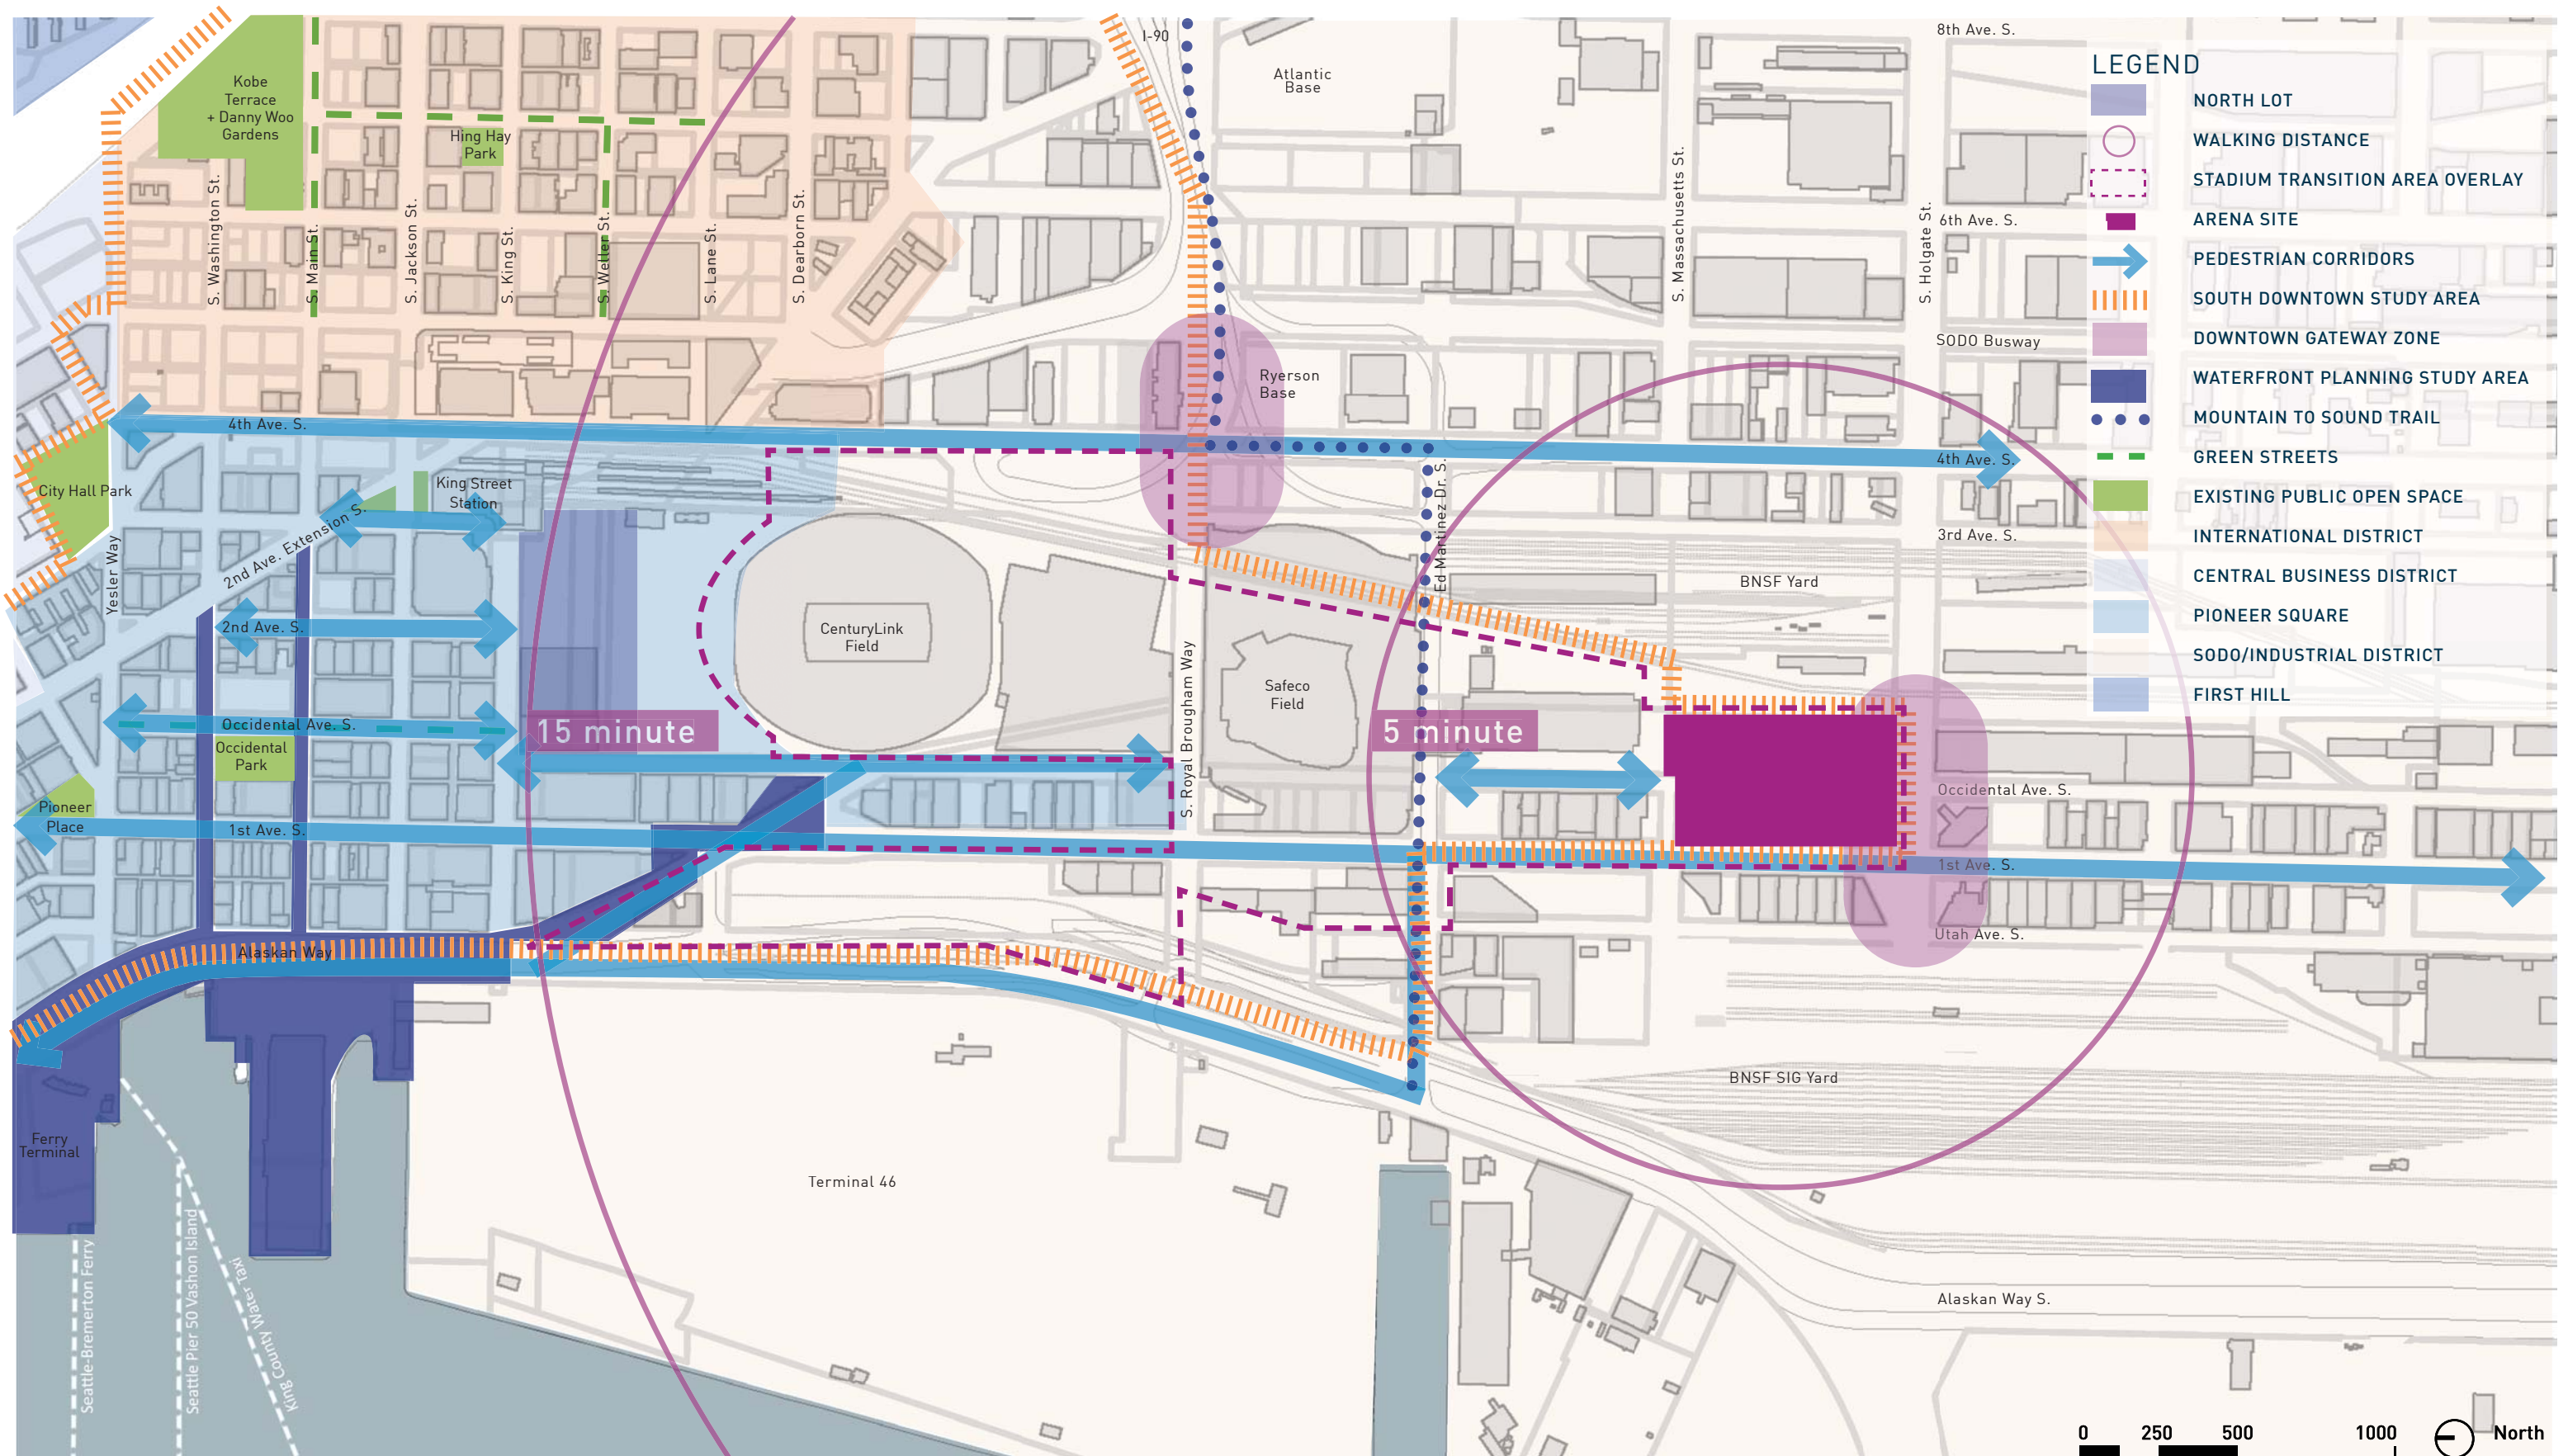 I-90
8th Ave. S.
Atlantic
Base
Kobe
Terrace
+ Danny Woo
Gardens
Hing Hay
Park
S. Washington St.
S. Main St.
S. Jackson St.
S. King St.
S. Weller St.
S. Lane St.
S. Dearborn St.
S. Massachusetts St.
S. Holgate St.
6th Ave. S.
SODO Busway
Ryerson
Base
4th Ave. S.
4th Ave. S.
City Hall Park
King Street
Station
2nd Ave. Extension S.
Yesler Way
Ed Martinez Dr. S.
3rd Ave. S.
BNSF Yard
2nd Ave. S.
CenturyLink
Field
Safeco
Field
S. Royal Brougham Way
Occidental Ave. S.
15 minute
5 minute
Occidental
Park
Occidental Ave. S.
Pioneer
Place
1st Ave. S.
1st Ave. S.
Utah Ave. S.
Alaskan Way
BNSF SIG Yard
Ferry
Terminal
Terminal 46
Seattle-Bremerton Ferry
Seattle Pier 50 Vashon Island
King County Water Taxi
Alaskan Way S.
LEGEND
NORTH LOT
WALKING DISTANCE
STADIUM TRANSITION AREA OVERLAY
ARENA SITE
PEDESTRIAN CORRIDORS
SOUTH DOWNTOWN STUDY AREA
DOWNTOWN GATEWAY ZONE
WATERFRONT PLANNING STUDY AREA
MOUNTAIN TO SOUND TRAIL
GREEN STREETS
EXISTING PUBLIC OPEN SPACE
INTERNATIONAL DISTRICT
CENTRAL BUSINESS DISTRICT
PIONEER SQUARE
SODO/INDUSTRIAL DISTRICT
FIRST HILL
0 250 500 1000 North